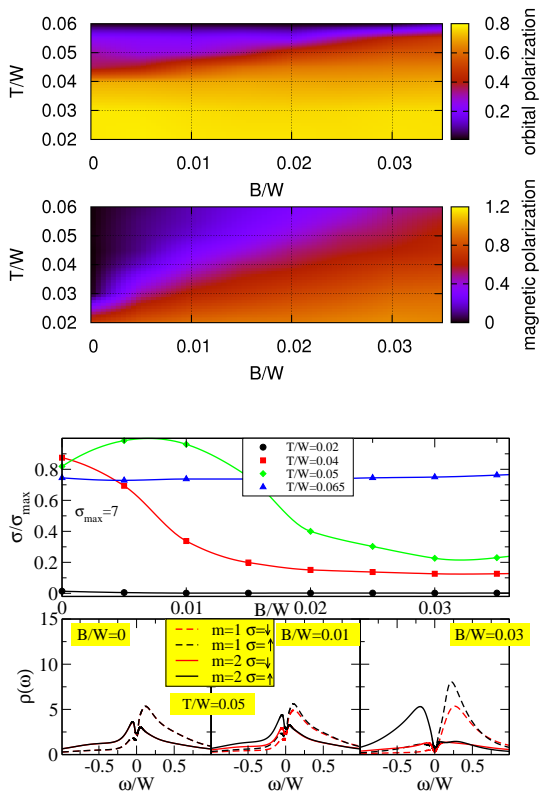 0.06
0.05
0.04
0.03
0.02
T/W
0
0.01
0.02
0.03
B/W
0.8
0.6
0.4
0.2
orbital polarization
0.06
0.05
0.04
0.03
0.02
T/W
0
0.01
0.02
0.03
B/W
1.2
0.8
0.4
0
magnetic polarization
σ/σmax
0.8
0.6
0.4
0.2
0
σmax=7
T/W=0.02
T/W=0.04
T/W=0.05
T/W=0.065
0
0.01
B/W
0.02
0.03
ρ(ω)
15
10
5
0
B/W=0
m=1 σ=↓
m=1 σ=↑
m=2 σ=↓
m=2 σ=↑
T/W=0.05
B/W=0.01
B/W=0.03
-0.5 0 0.5
-0.5 0 0.5
-0.5 0 0.5
ω/W
ω/W
ω/W